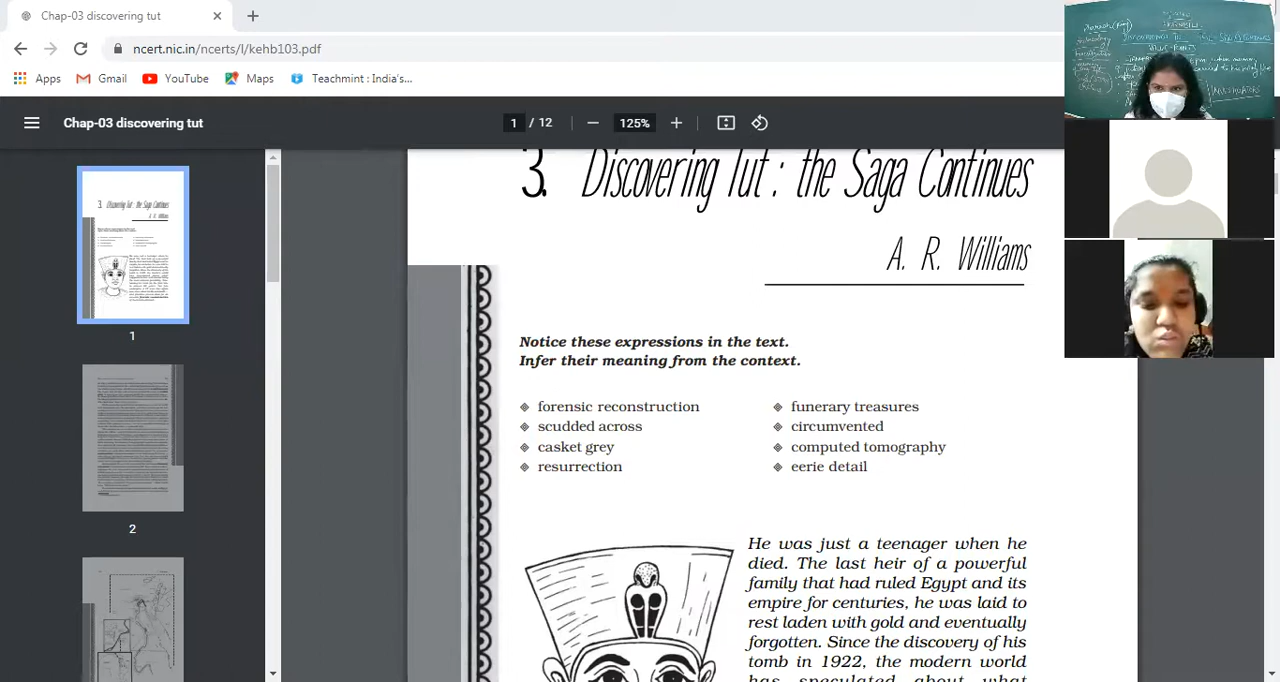 Chap-03 discovering tut
ncert.nic.in/ncerts/l/kehb103.pdf
Apps Gmail YouTube Maps Teachmint : India's...
Chap-03 discovering tut
1 / 12
125%
1
2
3. Discovering Tut : the Saga Continues
A. R. Williams
Notice these expressions in the text.
Infer their meaning from the context.
forensic reconstruction
scudded across
casket grey
resurrection
funerary treasures
circumvented
computed tomography
eerie detail
He was just a teenager when he
died. The last heir of a powerful
family that had ruled Egypt and its
empire for centuries, he was laid to
rest laden with gold and eventually
forgotten. Since the discovery of his
tomb in 1922, the modern world
has speculated about what